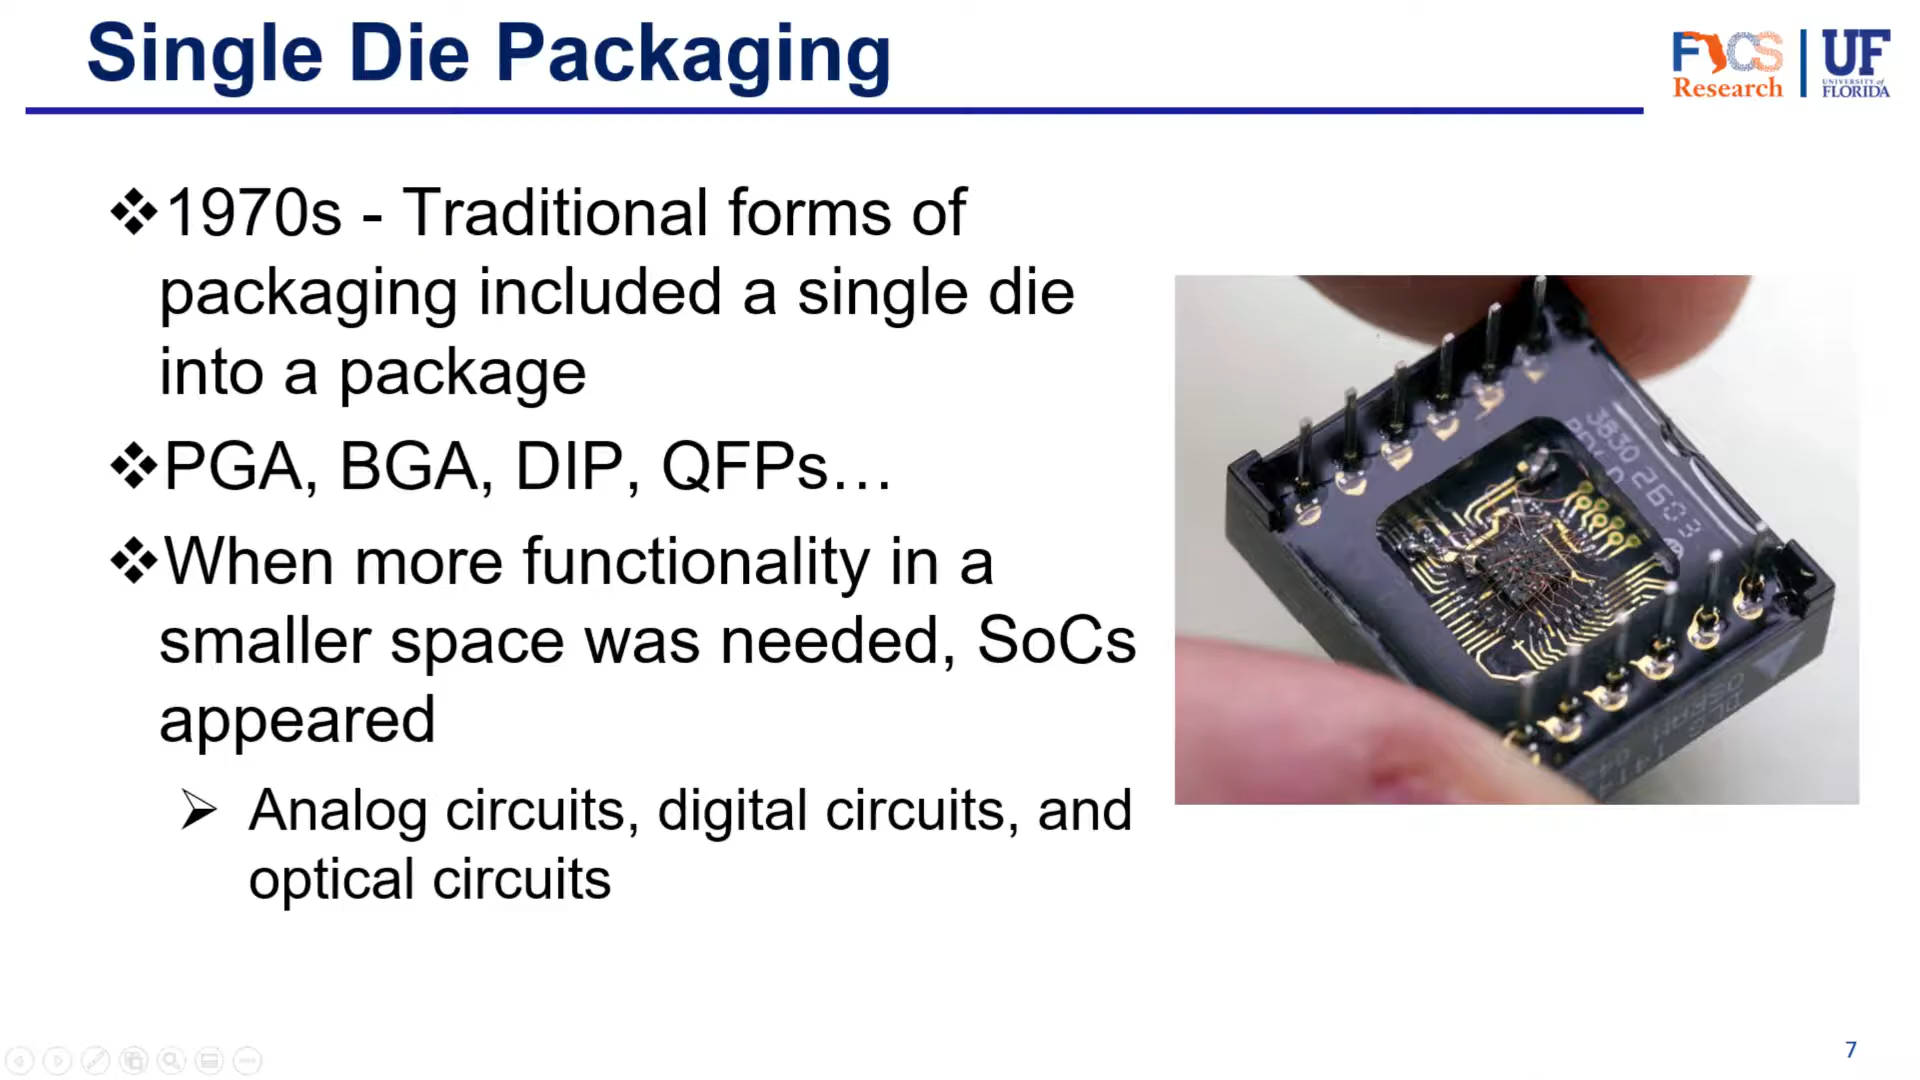 Single Die Packaging
FICS
Research
UF
UNIVERSITY of
FLORIDA
❖1970s - Traditional forms of
packaging included a single die
into a package
❖PGA, BGA, DIP, QFPs…
❖When more functionality in a
smaller space was needed, SoCs
appeared
➢ Analog circuits, digital circuits, and
optical circuits
3830 2603
7